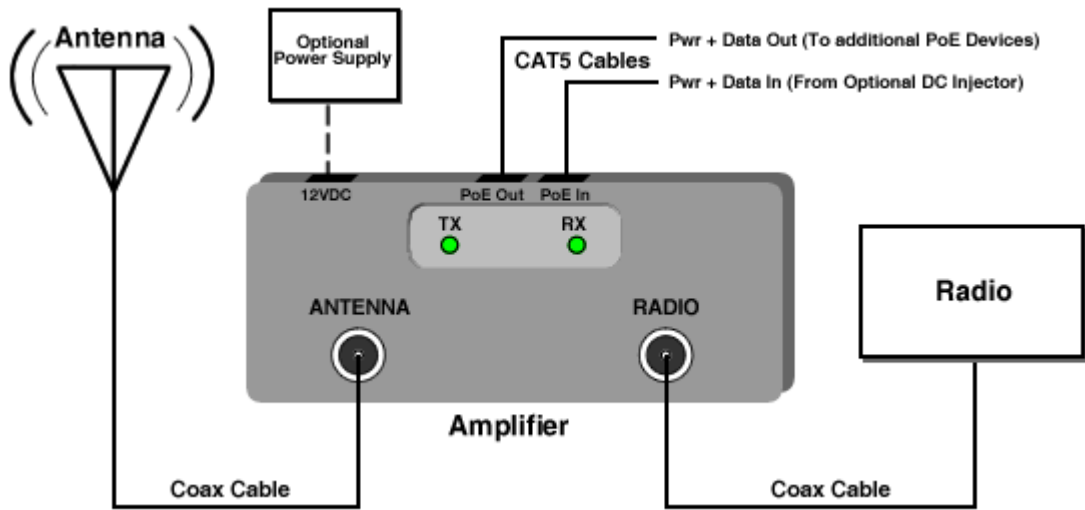 Antenna
Optional
Power Supply
CAT5 Cables
Pwr + Data Out (To additional PoE Devices)
Pwr + Data In (From Optional DC Injector)
12VDC
PoE Out
PoE In
TX
RX
ANTENNA
RADIO
Radio
Amplifier
Coax Cable
Coax Cable